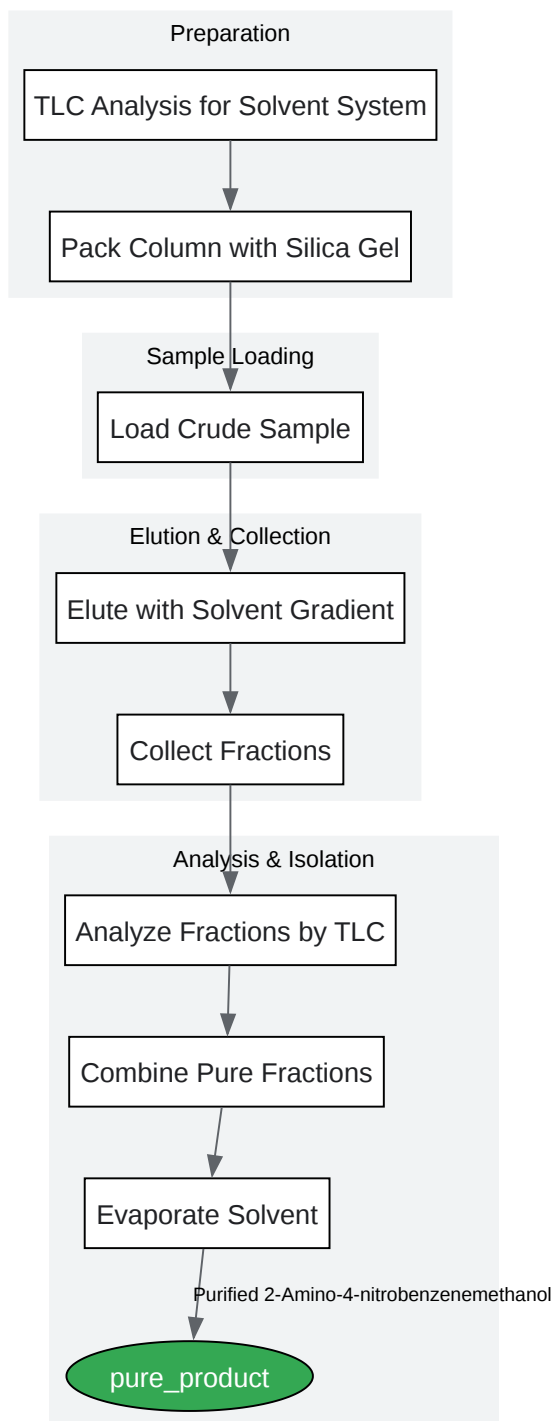 Preparation
TLC Analysis for Solvent System
Pack Column with Silica Gel
Sample Loading
Load Crude Sample
Elution & Collection
Elute with Solvent Gradient
Collect Fractions
Analysis & Isolation
Analyze Fractions by TLC
Combine Pure Fractions
Evaporate Solvent
Purified 2-Amino-4-nitrobenzenemethanol
pure_product